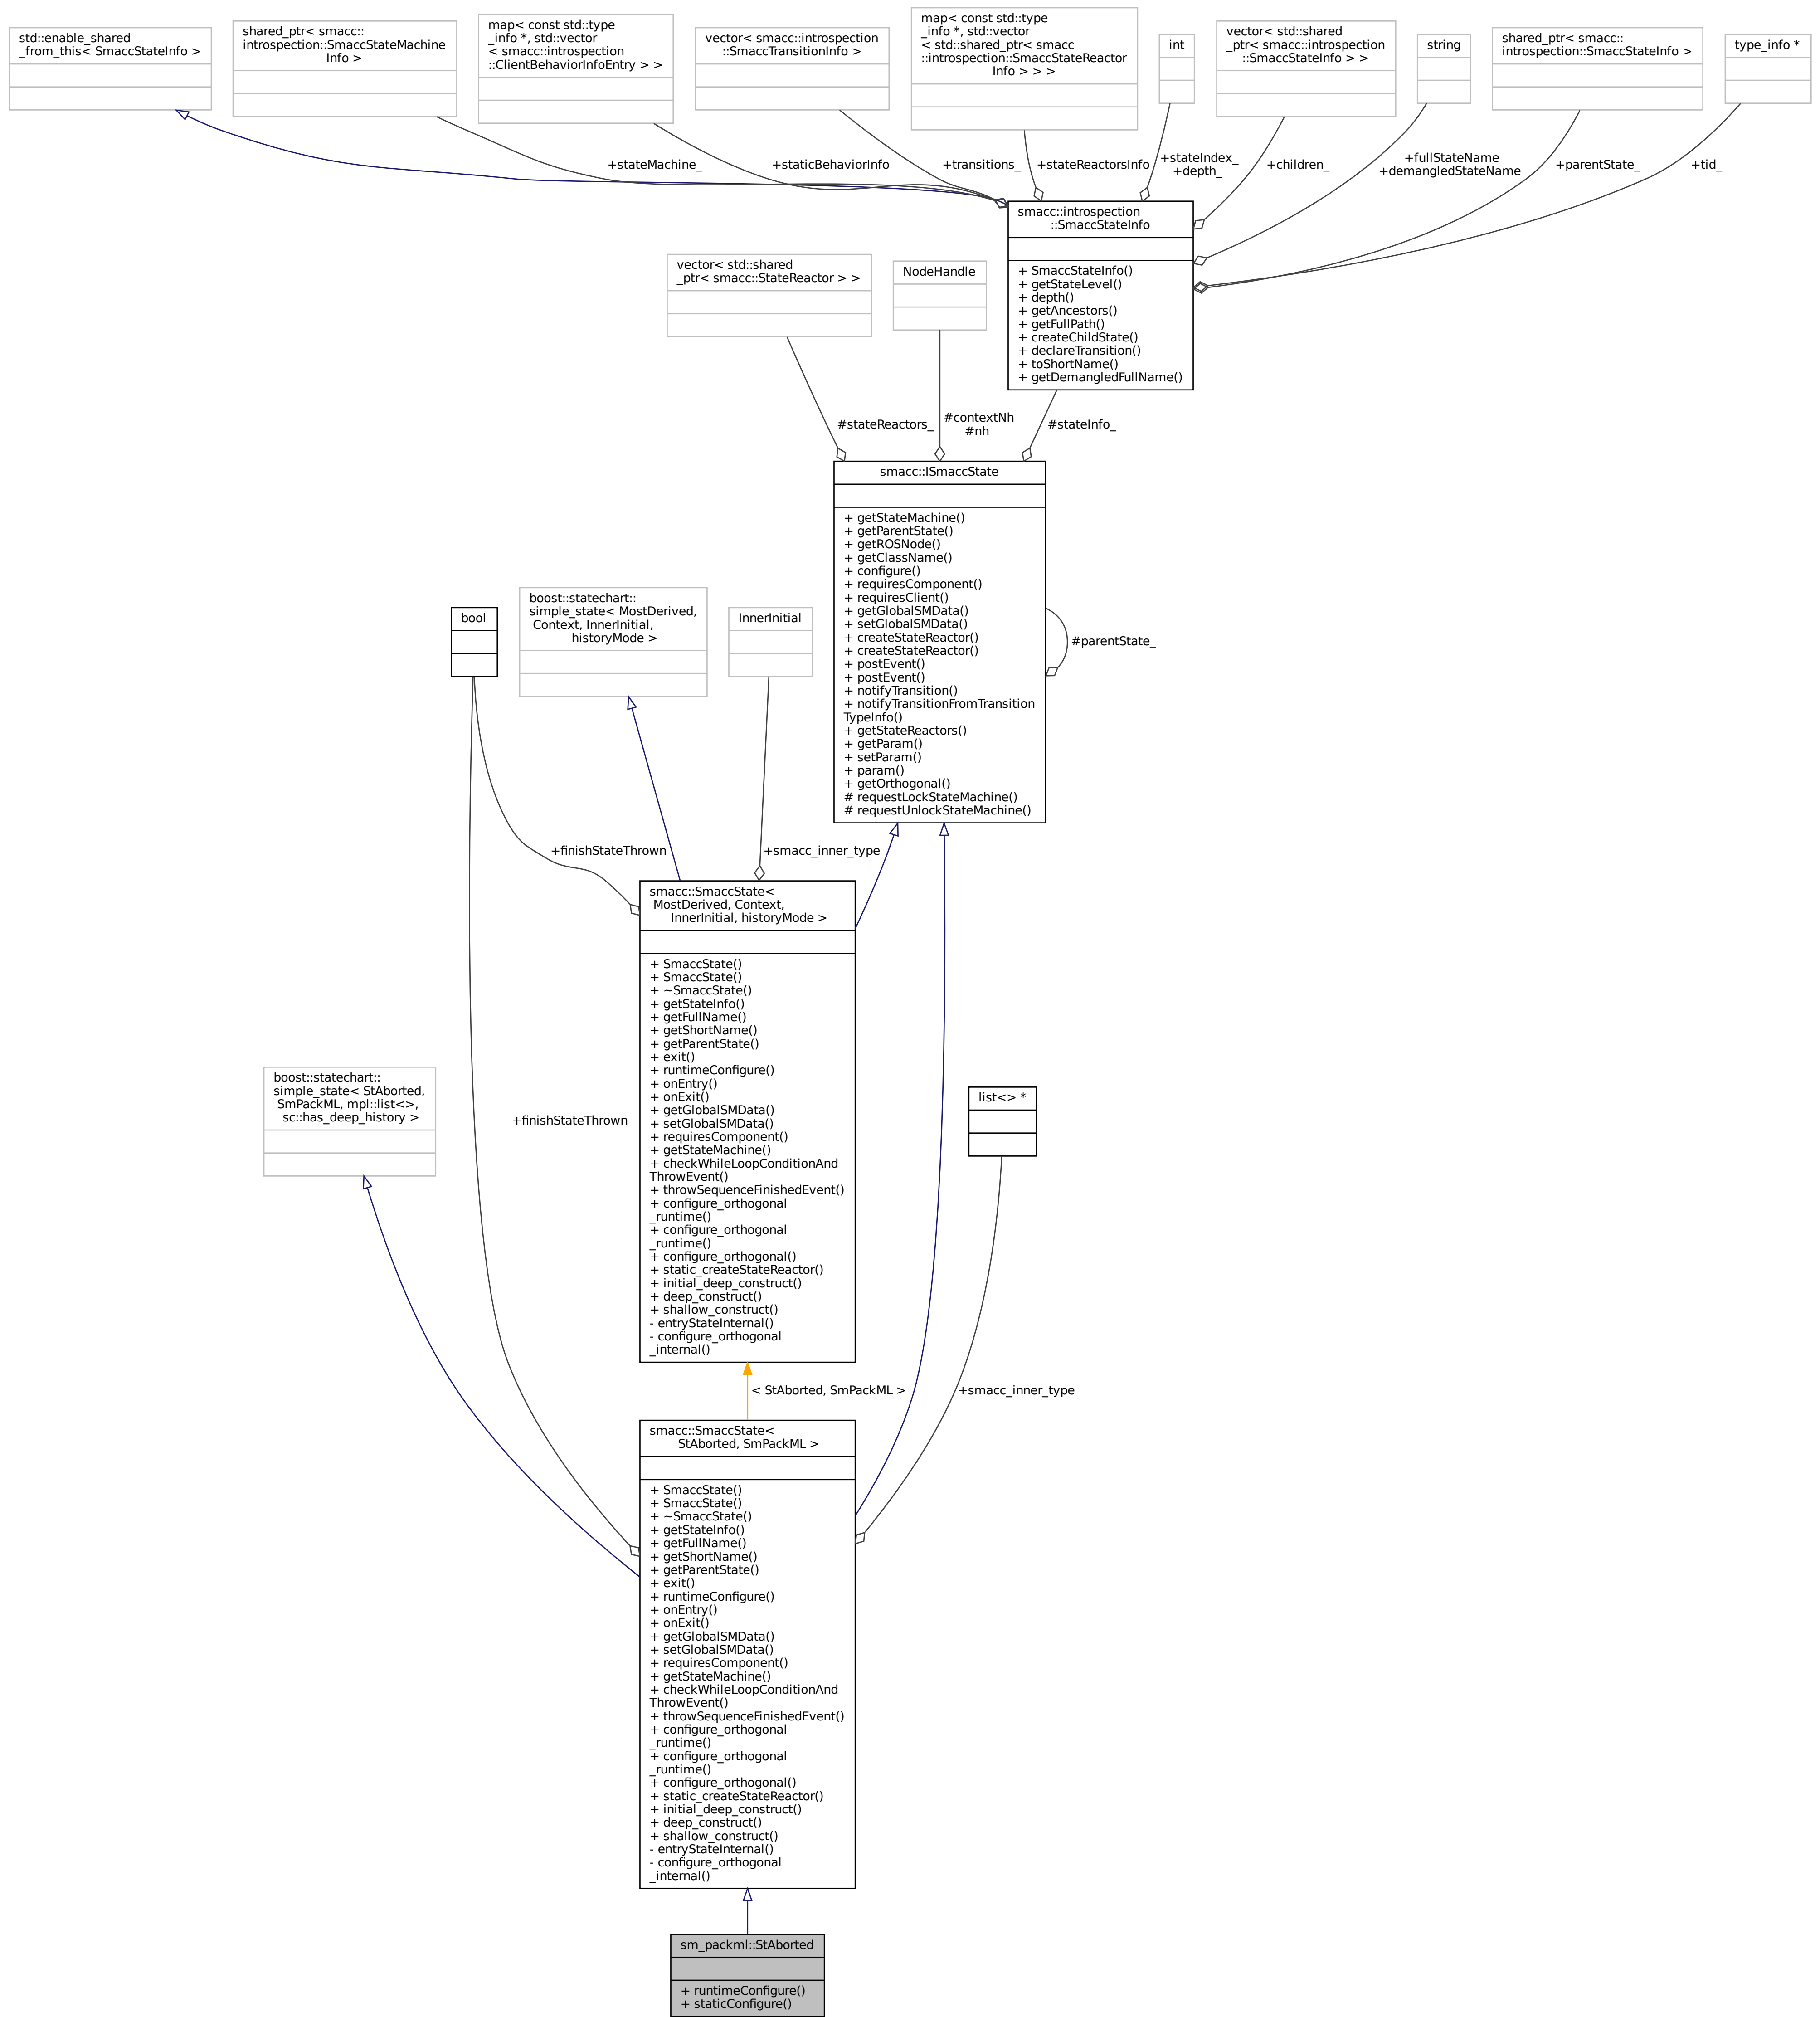 std::enable_shared
_from_this< SmaccStateInfo >
shared_ptr< smacc::
introspection::SmaccStateMachine
Info >
map< const std::type
_info *, std::vector
< smacc::introspection
::ClientBehaviorInfoEntry > >
vector< smacc::introspection
::SmaccTransitionInfo >
map< const std::type
_info *, std::vector
< std::shared_ptr< smacc
::introspection::SmaccStateReactor
Info > > >
int
vector< std::shared
_ptr< smacc::introspection
::SmaccStateInfo > >
string
shared_ptr< smacc::
introspection::SmaccStateInfo >
type_info *
+stateMachine_
+staticBehaviorInfo
+transitions_
+stateReactorsInfo
+stateIndex_
+depth_
+children_
+fullStateName
+demangledStateName
+parentState_
+tid_
smacc::introspection
::SmaccStateInfo
+ SmaccStateInfo()
+ getStateLevel()
+ depth()
+ getAncestors()
+ getFullPath()
+ createChildState()
+ declareTransition()
+ toShortName()
+ getDemangledFullName()
vector< std::shared
_ptr< smacc::StateReactor > >
NodeHandle
#stateReactors_
#contextNh
#nh
#stateInfo_
smacc::ISmaccState
+ getStateMachine()
+ getParentState()
+ getROSNode()
+ getClassName()
+ configure()
+ requiresComponent()
+ requiresClient()
+ getGlobalSMData()
+ setGlobalSMData()
+ createStateReactor()
+ createStateReactor()
+ postEvent()
+ postEvent()
+ notifyTransition()
+ notifyTransitionFromTransition
TypeInfo()
+ getStateReactors()
+ getParam()
+ setParam()
+ param()
+ getOrthogonal()
# requestLockStateMachine()
# requestUnlockStateMachine()
#parentState_
bool
boost::statechart::
simple_state< MostDerived,
Context, InnerInitial,
historyMode >
InnerInitial
+finishStateThrown
+smacc_inner_type
smacc::SmaccState<
MostDerived, Context,
InnerInitial, historyMode >
+ SmaccState()
+ SmaccState()
+ ~SmaccState()
+ getStateInfo()
+ getFullName()
+ getShortName()
+ getParentState()
+ exit()
+ runtimeConfigure()
+ onEntry()
+ onExit()
+ getGlobalSMData()
+ setGlobalSMData()
+ requiresComponent()
+ getStateMachine()
+ checkWhileLoopConditionAnd
ThrowEvent()
+ throwSequenceFinishedEvent()
+ configure_orthogonal
_runtime()
+ configure_orthogonal
_runtime()
+ configure_orthogonal()
+ static_createStateReactor()
+ initial_deep_construct()
+ deep_construct()
+ shallow_construct()
- entryStateInternal()
- configure_orthogonal
_internal()
boost::statechart::
simple_state< StAborted,
SmPackML, mpl::list<>,
sc::has_deep_history >
+finishStateThrown
list<> *
< StAborted, SmPackML >
+smacc_inner_type
smacc::SmaccState<
StAborted, SmPackML >
+ SmaccState()
+ SmaccState()
+ ~SmaccState()
+ getStateInfo()
+ getFullName()
+ getShortName()
+ getParentState()
+ exit()
+ runtimeConfigure()
+ onEntry()
+ onExit()
+ getGlobalSMData()
+ setGlobalSMData()
+ requiresComponent()
+ getStateMachine()
+ checkWhileLoopConditionAnd
ThrowEvent()
+ throwSequenceFinishedEvent()
+ configure_orthogonal
_runtime()
+ configure_orthogonal
_runtime()
+ configure_orthogonal()
+ static_createStateReactor()
+ initial_deep_construct()
+ deep_construct()
+ shallow_construct()
- entryStateInternal()
- configure_orthogonal
_internal()
sm_packml::StAborted
+ runtimeConfigure()
+ staticConfigure()